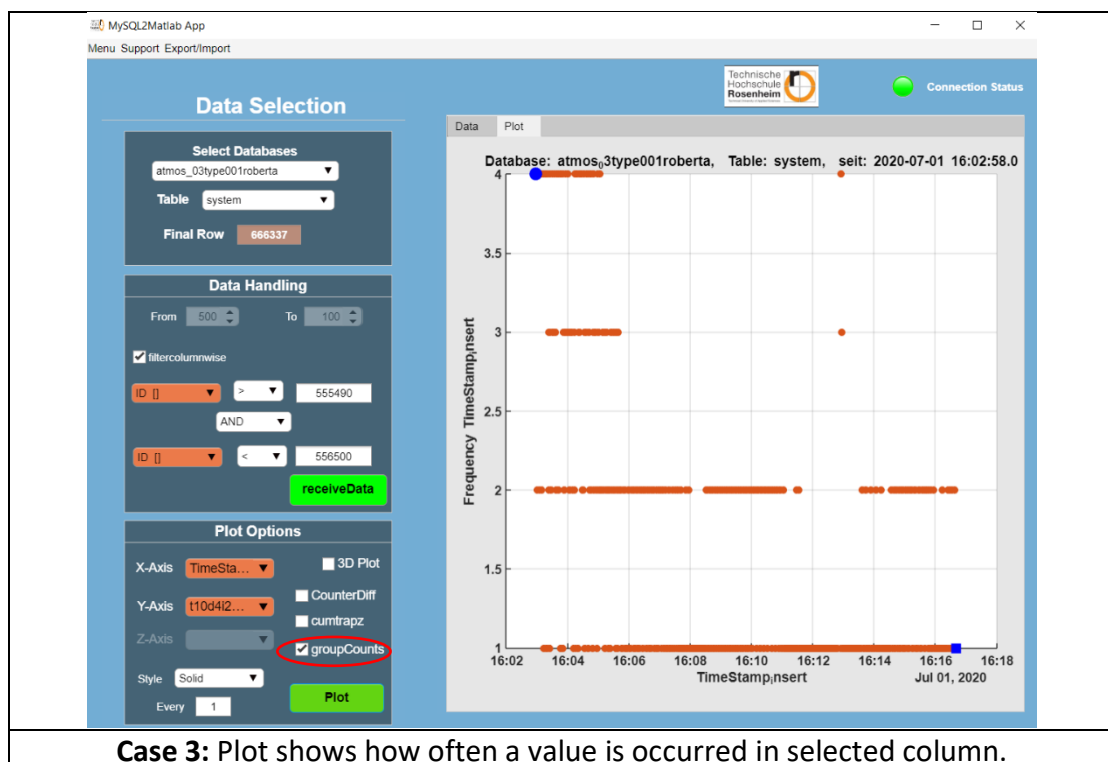 MySQL2Matlab App
Menu Support Export/Import
Technische
Hochschule
Rosenheim
Connection Status
Data Selection
Select Databases
atmos_03type001roberta
Table system
Final Row 666337
Data Handling
From 500 To 100
filtercolumnwise
ID [] > 555490
AND
ID [] < 556500
receiveData
Plot Options
X-Axis TimeSta...
3D Plot
Y-Axis t10d4i2...
CounterDiff
cumtrapz
Z-Axis
groupCounts
Style Solid
Every 1
Plot
Data Plot
Database: atmos₀3type001roberta, Table: system, seit: 2020-07-01 16:02:58.0
4
3.5
3
2.5
2
1.5
1
Frequency TimeStampᵢnsert
16:02 16:04 16:06 16:08 16:10 16:12 16:14 16:16 16:18
TimeStampᵢnsert
Jul 01, 2020
Case 3: Plot shows how often a value is occurred in selected column.